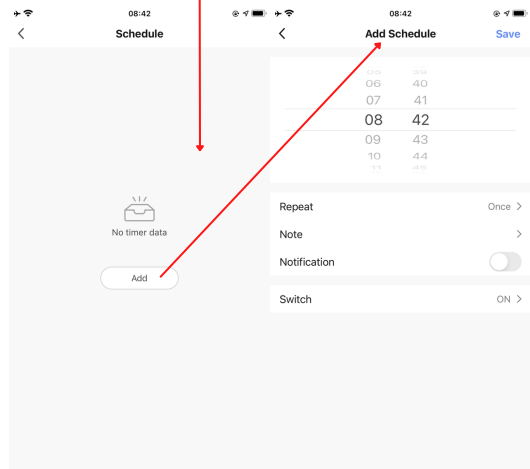 08:42
Schedule
No timer data
Add
08:42
Add Schedule
Save
06 40
07 41
08 42
09 43
10 44
Repeat Once
Note
Notification
Switch ON